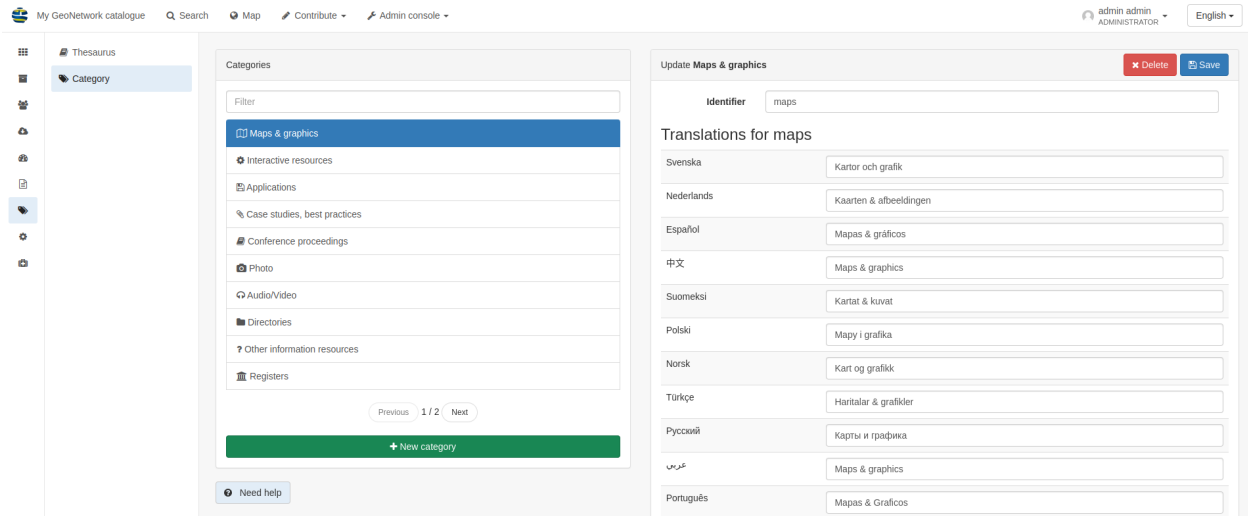 My GeoNetwork catalogue Search Map Contribute Admin console admin admin ADMINISTRATOR English
Thesaurus
Category
Categories
Filter
Maps & graphics
Interactive resources
Applications
Case studies, best practices
Conference proceedings
Photo
Audio/Video
Directories
? Other information resources
Registers
Previous 1 / 2 Next
+ New category
Need help
Update Maps & graphics Delete Save
Identifier maps
Translations for maps
Svenska Kartor och grafik
Nederlands Kaarten & afbeeldingen
Español Mapas & gráficos
中文 Maps & graphics
Suomeksi Kartat & kuvat
Polski Mapy i grafika
Norsk Kart og grafikk
Türkçe Haritalar & grafikler
Русский Карты и графика
عربي Maps & graphics
Português Mapas & Graficos